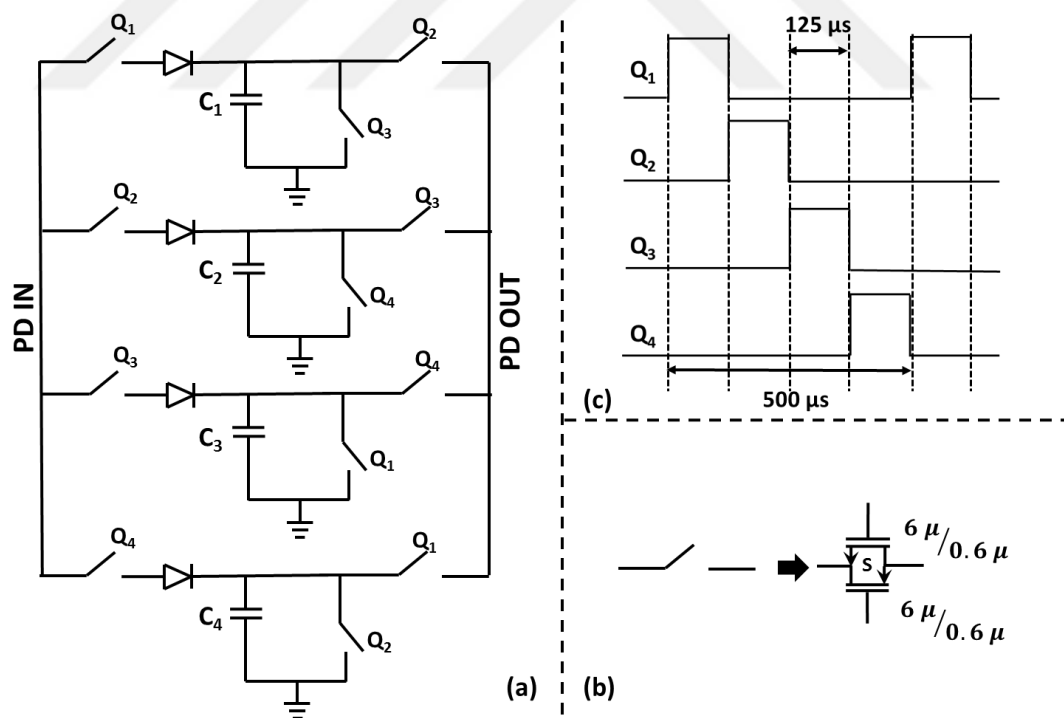 PD IN
Q1
Q2
C1
Q3
Q2
Q3
C2
Q4
Q3
Q4
C3
Q1
Q4
Q1
C4
Q2
PD OUT
(a)
125 μs
Q1
Q2
Q3
Q4
500 μs
(c)
S
6 μ/0.6 μ
6 μ/0.6 μ
(b)